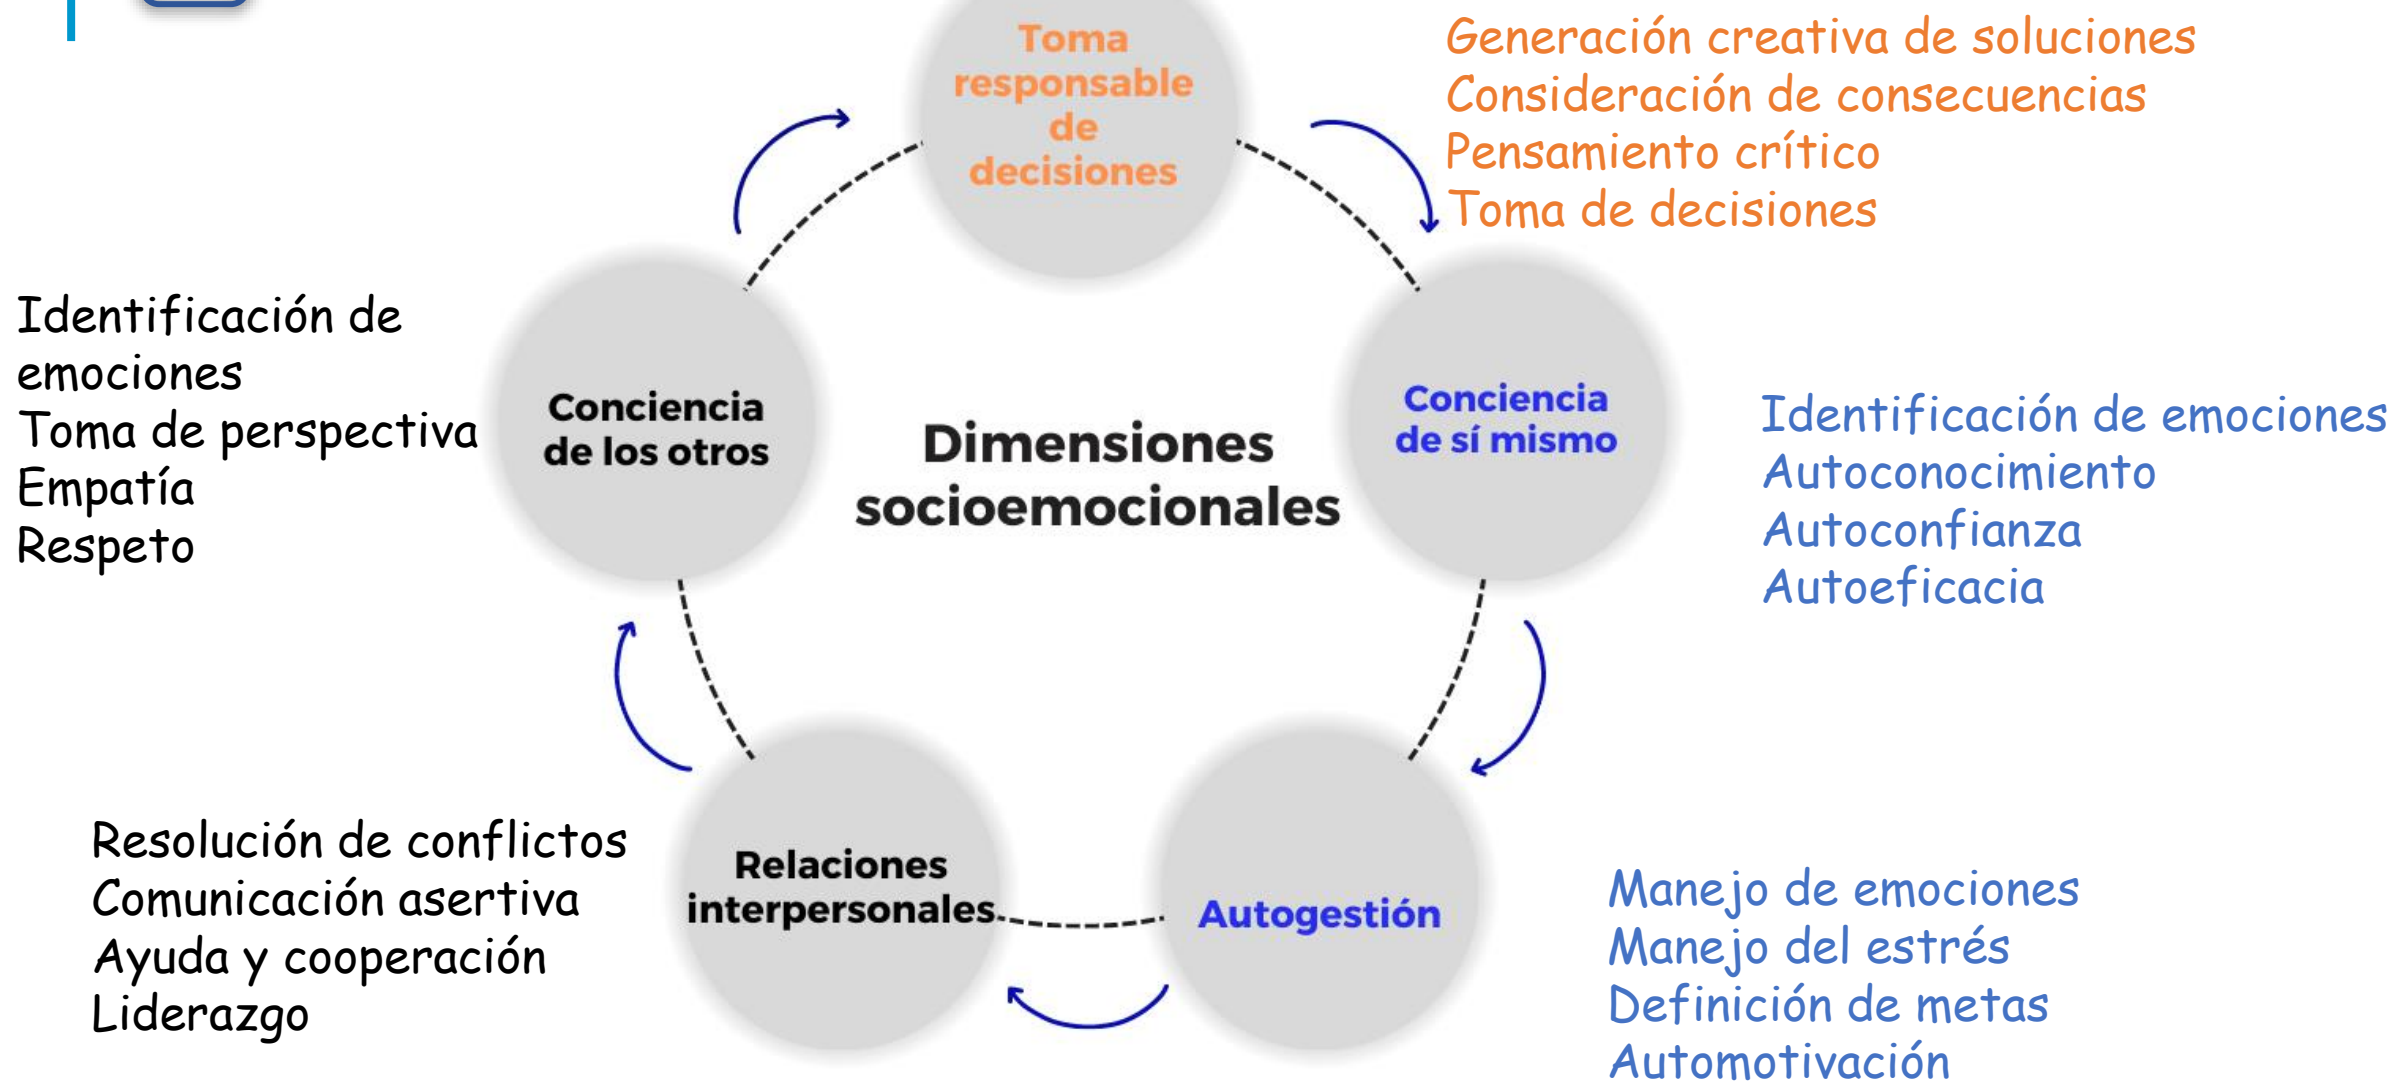 Toma
responsable
de
decisiones
Generación creativa de soluciones
Consideración de consecuencias
Pensamiento crítico
Toma de decisiones
Identificación de
emociones
Toma de perspectiva
Empatía
Respeto
Conciencia
de los otros
Dimensiones
socioemocionales
Conciencia
de sí mismo
Identificación de emociones
Autoconocimiento
Autoconfianza
Autoeficacia
Resolución de conflictos
Comunicación asertiva
Ayuda y cooperación
Liderazgo
Relaciones
interpersonales
Autogestión
Manejo de emociones
Manejo del estrés
Definición de metas
Automotivación